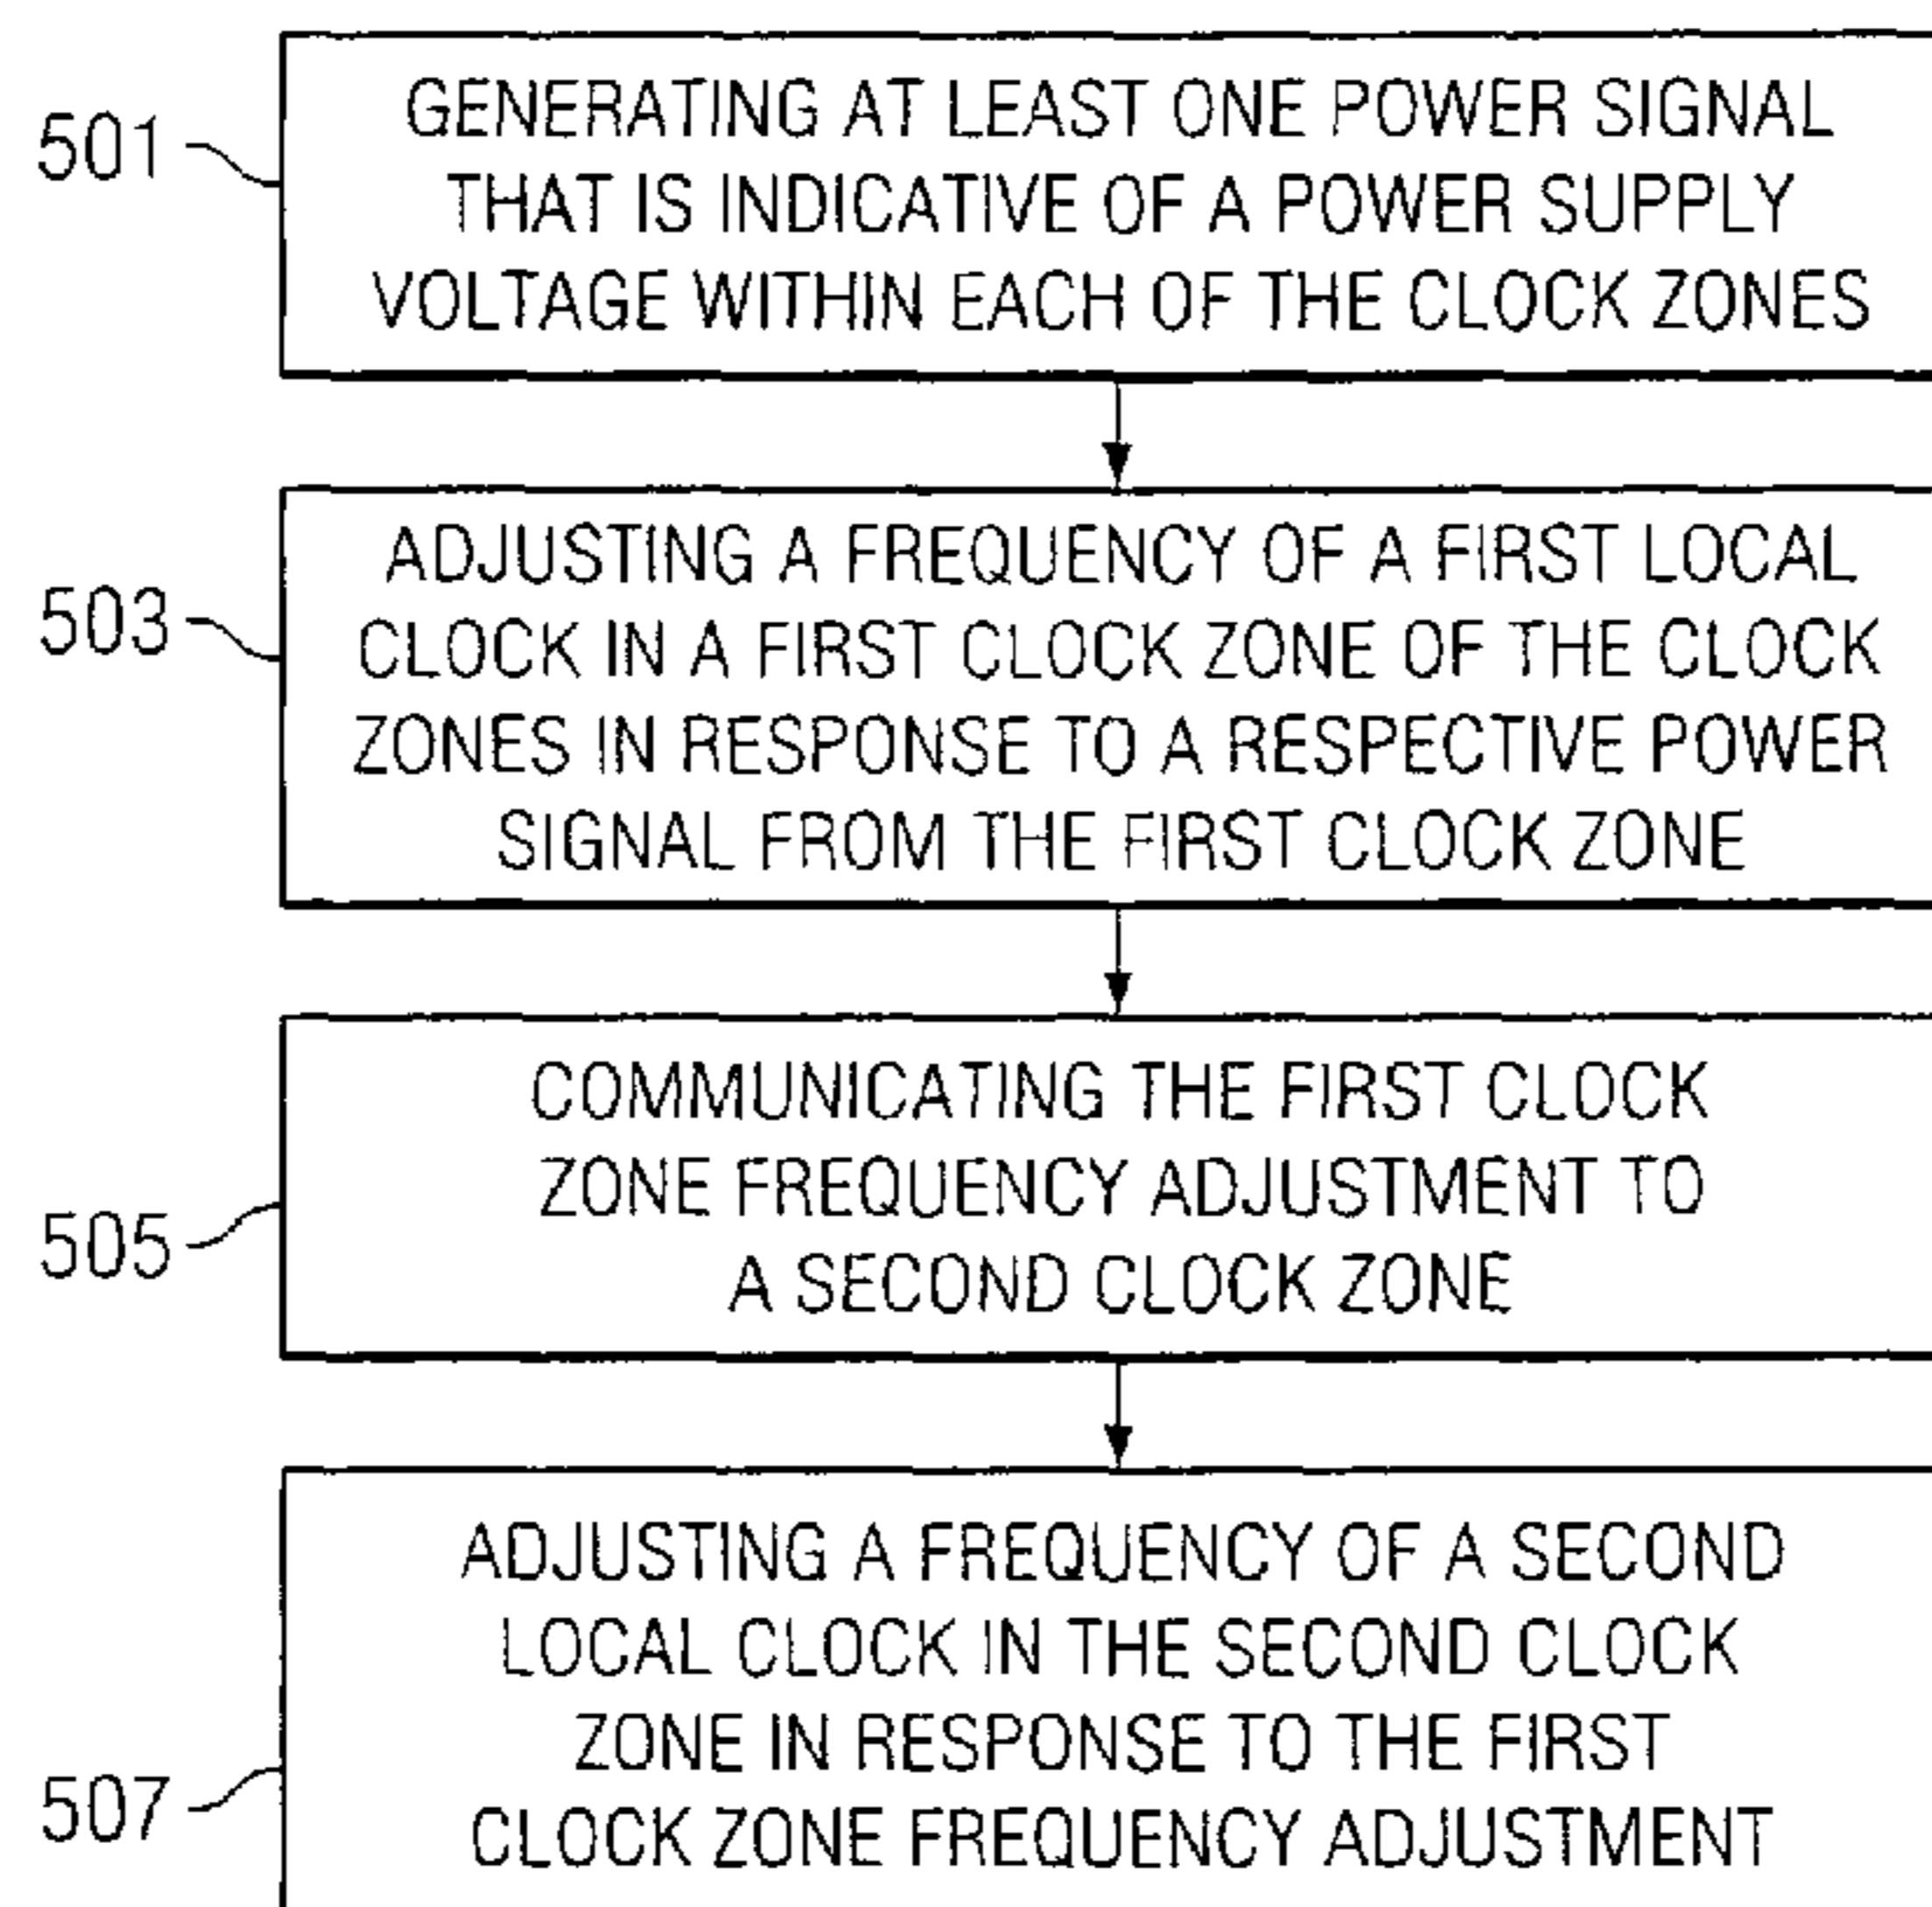 501
GENERATING AT LEAST ONE POWER SIGNAL
THAT IS INDICATIVE OF A POWER SUPPLY
VOLTAGE WITHIN EACH OF THE CLOCK ZONES
503
ADJUSTING A FREQUENCY OF A FIRST LOCAL
CLOCK IN A FIRST CLOCK ZONE OF THE CLOCK
ZONES IN RESPONSE TO A RESPECTIVE POWER
SIGNAL FROM THE FIRST CLOCK ZONE
505
COMMUNICATING THE FIRST CLOCK
ZONE FREQUENCY ADJUSTMENT TO
A SECOND CLOCK ZONE
507
ADJUSTING A FREQUENCY OF A SECOND
LOCAL CLOCK IN THE SECOND CLOCK
ZONE IN RESPONSE TO THE FIRST
CLOCK ZONE FREQUENCY ADJUSTMENT